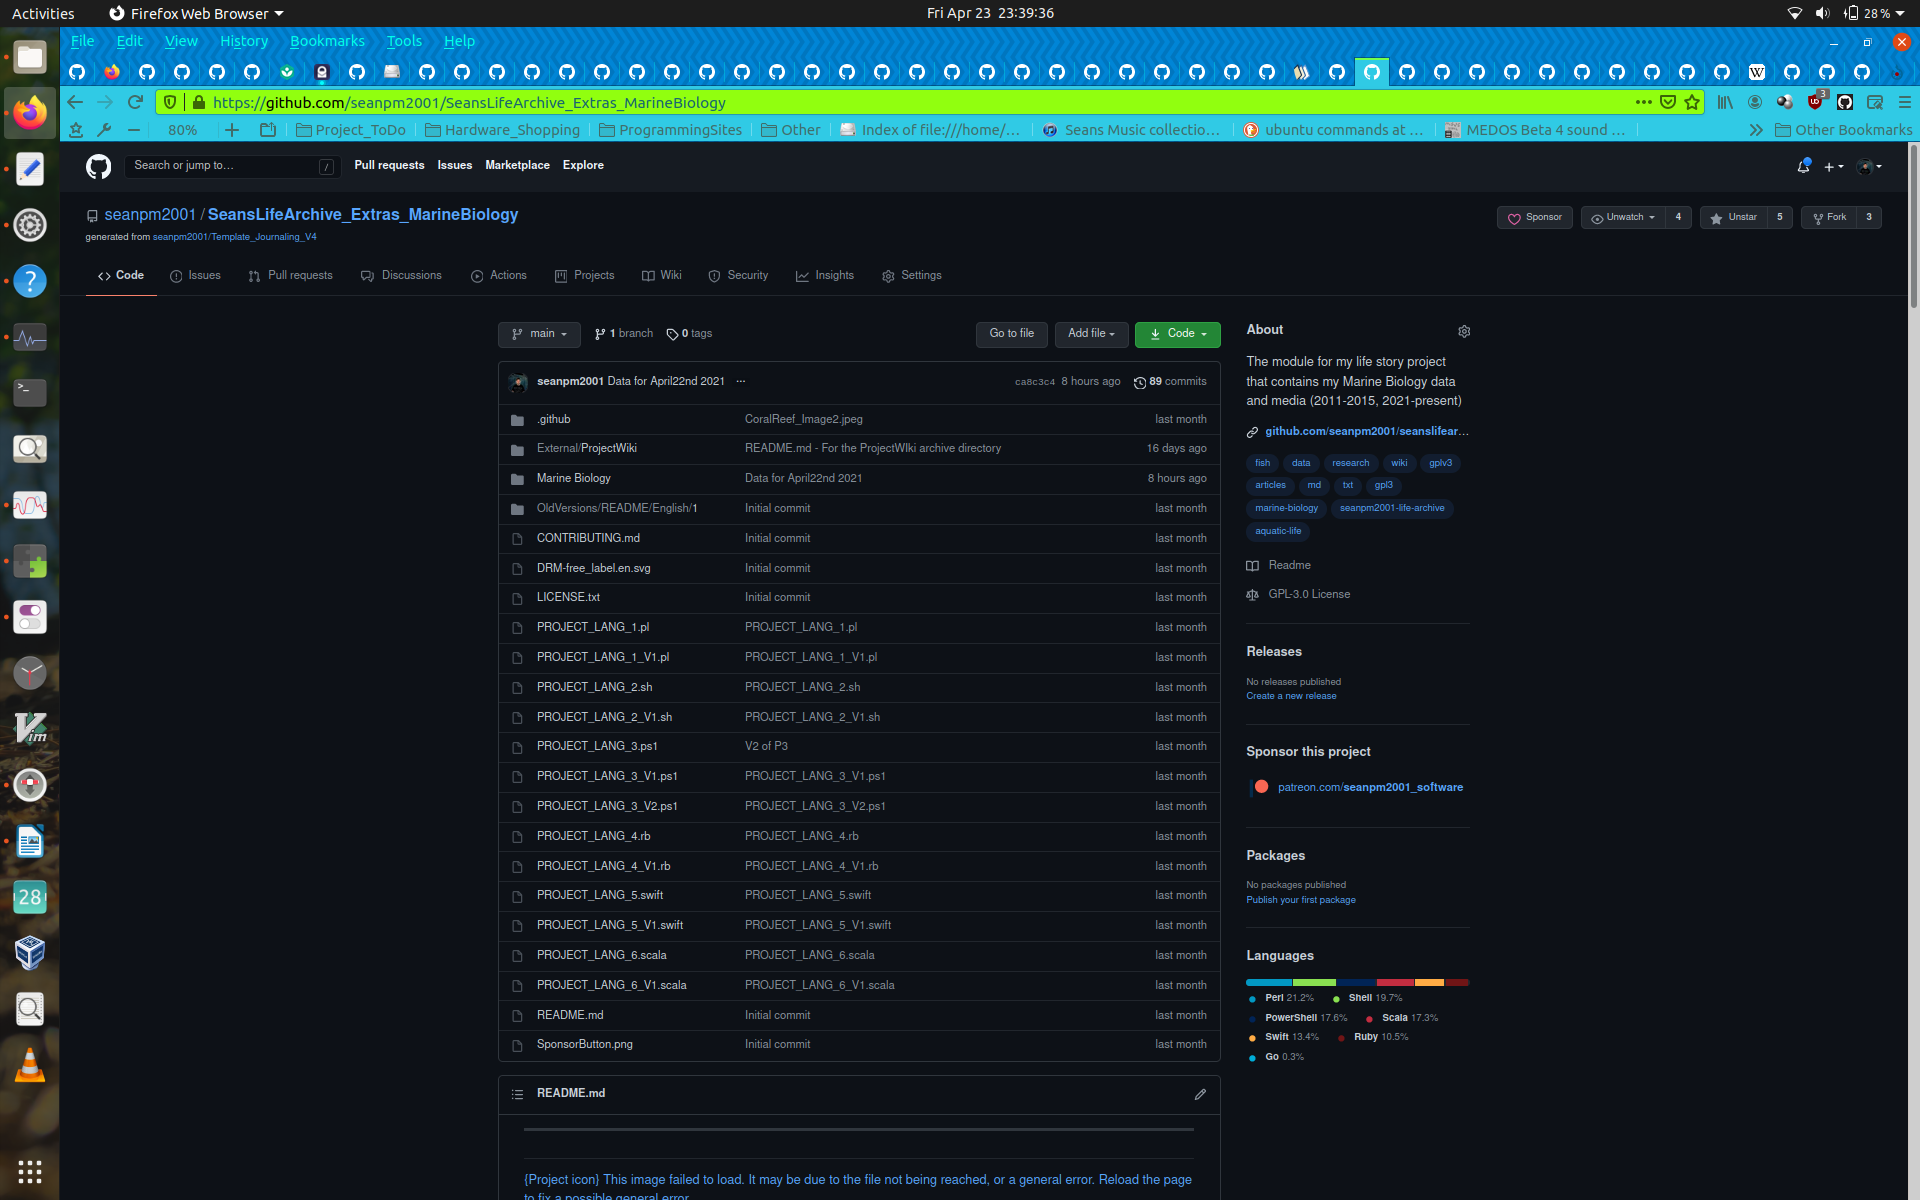 Activities Firefox Web Browser Fri Apr 23 23:39:36 28 %
File Edit View History Bookmarks Tools Help
https://github.com/seanpm2001/SeansLifeArchive_Extras_MarineBiology 3
80% Project_ToDo Hardware_Shopping ProgrammingSites Other Index of file:///home/… Seans Music collectio… ubuntu commands at … MEDOS Beta 4 sound … Other Bookmarks
Search or jump to… / Pull requests Issues Marketplace Explore
seanpm2001 / SeansLifeArchive_Extras_MarineBiology Sponsor Unwatch 4 Unstar 5 Fork 3
generated from seanpm2001/Template_Journaling_V4
Code Issues Pull requests Discussions Actions Projects Wiki Security Insights Settings
main 1 branch 0 tags Go to file Add file Code
seanpm2001 Data for April22nd 2021 ... ca8c3c4 8 hours ago 89 commits
.github CoralReef_Image2.jpeg last month
External/ProjectWiki README.md - For the ProjectWIki archive directory 16 days ago
Marine Biology Data for April22nd 2021 8 hours ago
OldVersions/README/English/1 Initial commit last month
CONTRIBUTING.md Initial commit last month
DRM-free_label.en.svg Initial commit last month
LICENSE.txt Initial commit last month
PROJECT_LANG_1.pl PROJECT_LANG_1.pl last month
PROJECT_LANG_1_V1.pl PROJECT_LANG_1_V1.pl last month
PROJECT_LANG_2.sh PROJECT_LANG_2.sh last month
PROJECT_LANG_2_V1.sh PROJECT_LANG_2_V1.sh last month
PROJECT_LANG_3.ps1 V2 of P3 last month
PROJECT_LANG_3_V1.ps1 PROJECT_LANG_3_V1.ps1 last month
PROJECT_LANG_3_V2.ps1 PROJECT_LANG_3_V2.ps1 last month
PROJECT_LANG_4.rb PROJECT_LANG_4.rb last month
PROJECT_LANG_4_V1.rb PROJECT_LANG_4_V1.rb last month
PROJECT_LANG_5.swift PROJECT_LANG_5.swift last month
PROJECT_LANG_5_V1.swift PROJECT_LANG_5_V1.swift last month
PROJECT_LANG_6.scala PROJECT_LANG_6.scala last month
PROJECT_LANG_6_V1.scala PROJECT_LANG_6_V1.scala last month
README.md Initial commit last month
SponsorButton.png Initial commit last month
README.md
{Project icon} This image failed to load. It may be due to the file not being reached, or a general error. Reload the page
to fix a possible general error.
About
The module for my life story project
that contains my Marine Biology data
and media (2011-2015, 2021-present)
github.com/seanpm2001/seanslifear…
fish data research wiki gplv3
articles md txt gpl3
marine-biology seanpm2001-life-archive
aquatic-life
Readme
GPL-3.0 License
Releases
No releases published
Create a new release
Sponsor this project
patreon.com/seanpm2001_software
Packages
No packages published
Publish your first package
Languages
Perl 21.2% Shell 19.7%
PowerShell 17.6% Scala 17.3%
Swift 13.4% Ruby 10.5%
Go 0.3%
28
Vim